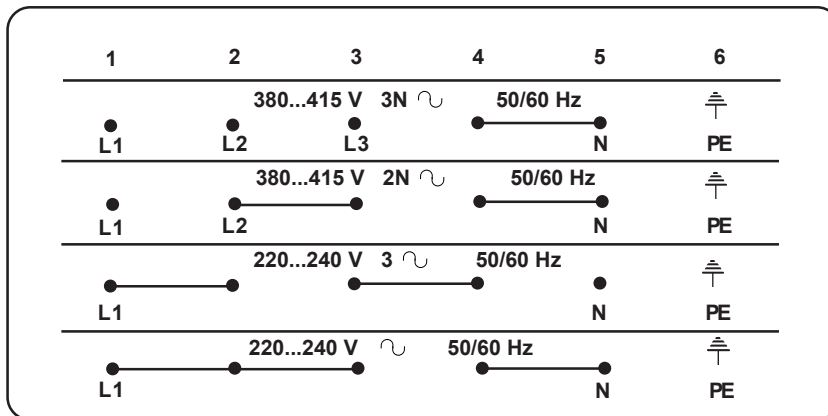 1 2 3 4 5 6
380...415 V 3N 50/60 Hz
L1 L2 L3 N PE
380...415 V 2N 50/60 Hz
L1 L2 N PE
220...240 V 3 50/60 Hz
L1 N PE
220...240 V 50/60 Hz
L1 N PE